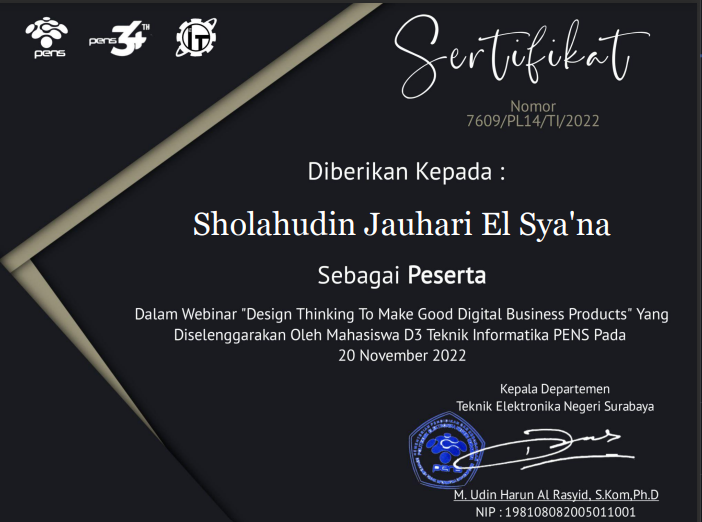 pens
pens 34TH
IT
Sertifikat
Nomor
7609/PL14/TI/2022
Diberikan Kepada :
Sholahudin Jauhari El Sya'na
Sebagai Peserta
Dalam Webinar "Design Thinking To Make Good Digital Business Products" Yang
Diselenggarakan Oleh Mahasiswa D3 Teknik Informatika PENS Pada
20 November 2022
Kepala Departemen
Teknik Elektronika Negeri Surabaya
M. Udin Harun Al Rasyid, S.Kom,Ph.D
NIP : 198108082005011001